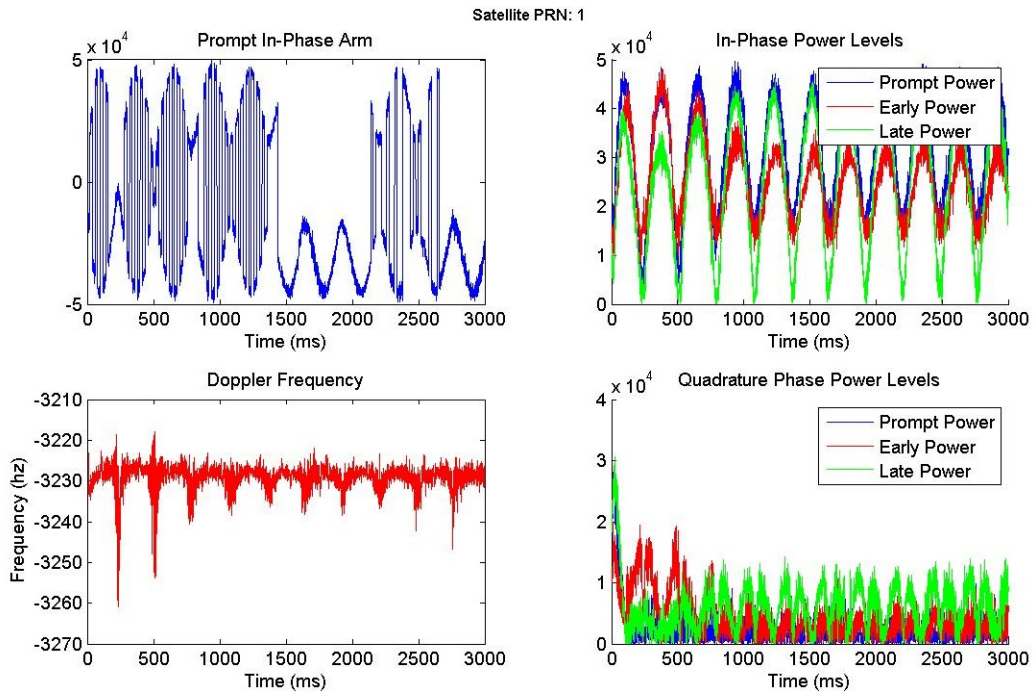 Satellite PRN: 1
Prompt In-Phase Arm
x 10^4
5
0
-5
0 500 1000 1500 2000 2500 3000
Time (ms)
In-Phase Power Levels
x 10^4
5
4
3
2
1
0
Prompt Power
Early Power
Late Power
0 500 1000 1500 2000 2500 3000
Time (ms)
Doppler Frequency
Frequency (hz)
-3210
-3220
-3230
-3240
-3250
-3260
-3270
0 500 1000 1500 2000 2500 3000
Time (ms)
Quadrature Phase Power Levels
x 10^4
4
3
2
1
0
Prompt Power
Early Power
Late Power
0 500 1000 1500 2000 2500 3000
Time (ms)